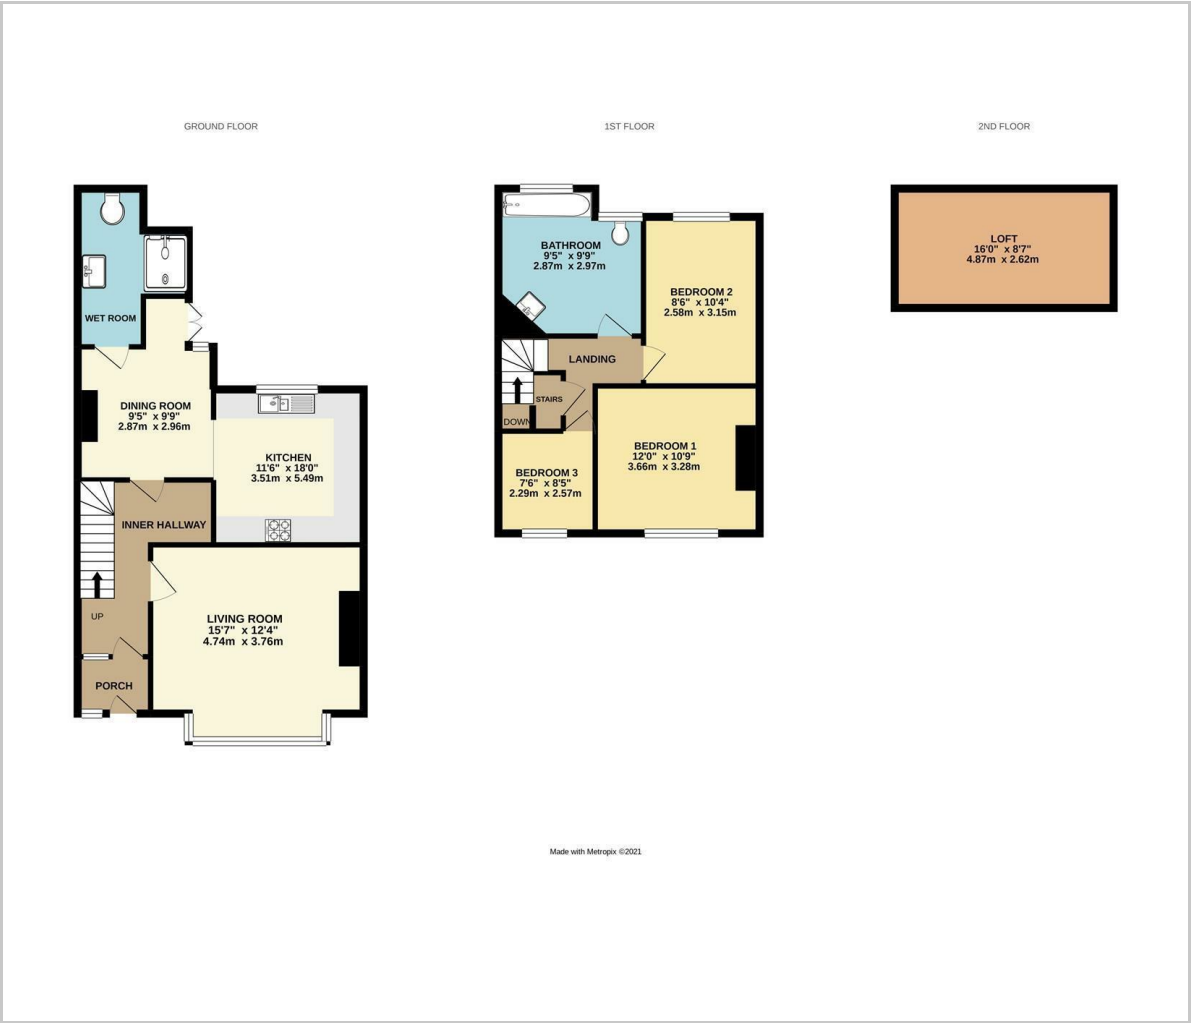 GROUND FLOOR
1ST FLOOR
2ND FLOOR
WET ROOM
DINING ROOM
9'5" x 9'9"
2.87m x 2.96m
KITCHEN
11'6" x 18'0"
3.51m x 5.49m
INNER HALLWAY
UP
LIVING ROOM
15'7" x 12'4"
4.74m x 3.76m
PORCH
BATHROOM
9'5" x 9'9"
2.87m x 2.97m
BEDROOM 2
8'6" x 10'4"
2.58m x 3.15m
LANDING
STAIRS
DOWN
BEDROOM 1
12'0" x 10'9"
3.66m x 3.28m
BEDROOM 3
7'6" x 8'5"
2.29m x 2.57m
LOFT
16'0" x 8'7"
4.87m x 2.62m
Made with Metropix ©2021